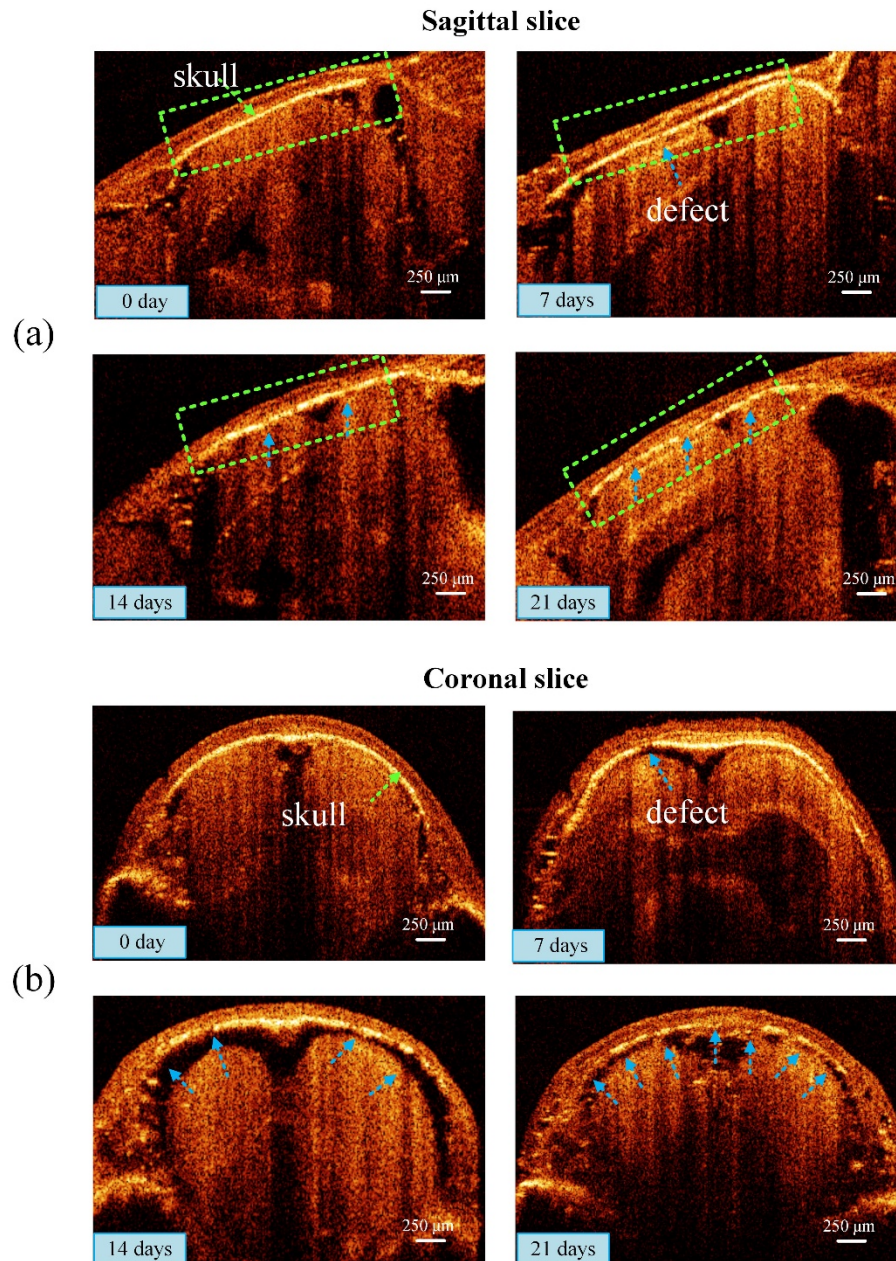 Sagittal slice
(a)
skull
0 day
250 μm
defect
7 days
250 μm
14 days
250 μm
21 days
250 μm
Coronal slice
(b)
skull
0 day
250 μm
defect
7 days
250 μm
14 days
250 μm
21 days
250 μm